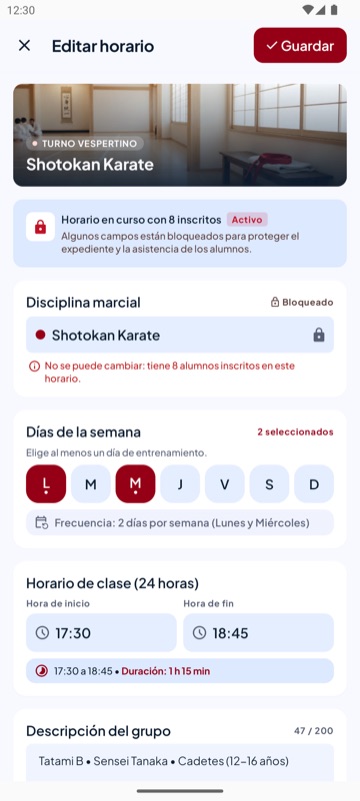 12:30
Editar horario
Guardar
TURNO VESPERTINO
Shotokan Karate
Horario en curso con 8 inscritos Activo
Algunos campos están bloqueados para proteger el
expediente y la asistencia de los alumnos.
Disciplina marcial
Bloqueado
Shotokan Karate
No se puede cambiar: tiene 8 alumnos inscritos en este
horario.
Días de la semana
2 seleccionados
Elige al menos un día de entrenamiento.
L M M J V S D
Frecuencia: 2 días por semana (Lunes y Miércoles)
Horario de clase (24 horas)
Hora de inicio Hora de fin
17:30 18:45
17:30 a 18:45 • Duración: 1 h 15 min
Descripción del grupo
47 / 200
Tatami B • Sensei Tanaka • Cadetes (12–16 años)